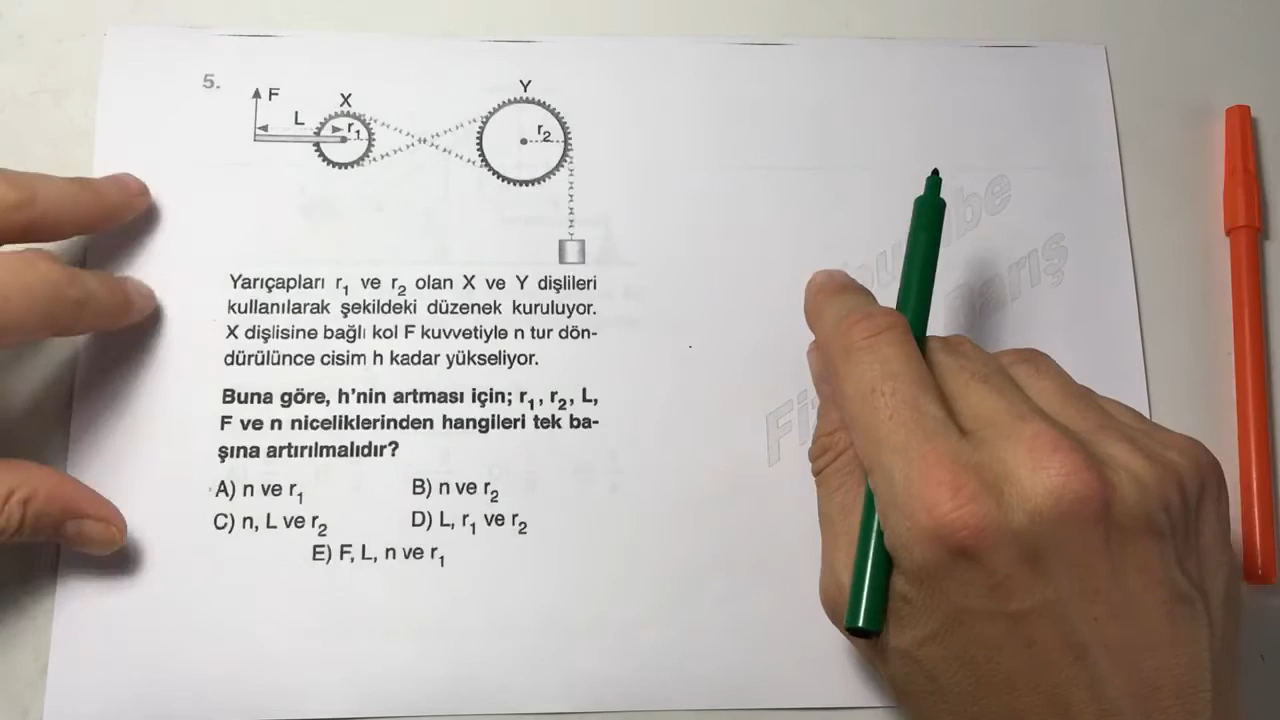 5.
F
X
Y
L
r1
r2
Yarıçapları r1 ve r2 olan X ve Y dişlileri
kullanılarak şekildeki düzenek kuruluyor.
X dişlisine bağlı kol F kuvvetiyle n tur dön-
dürülünce cisim h kadar yükseliyor.
Buna göre, h'nin artması için; r1, r2, L,
F ve n niceliklerinden hangileri tek ba-
şına artırılmalıdır?
A) n ve r1
B) n ve r2
C) n, L ve r2
D) L, r1 ve r2
E) F, L, n ve r1